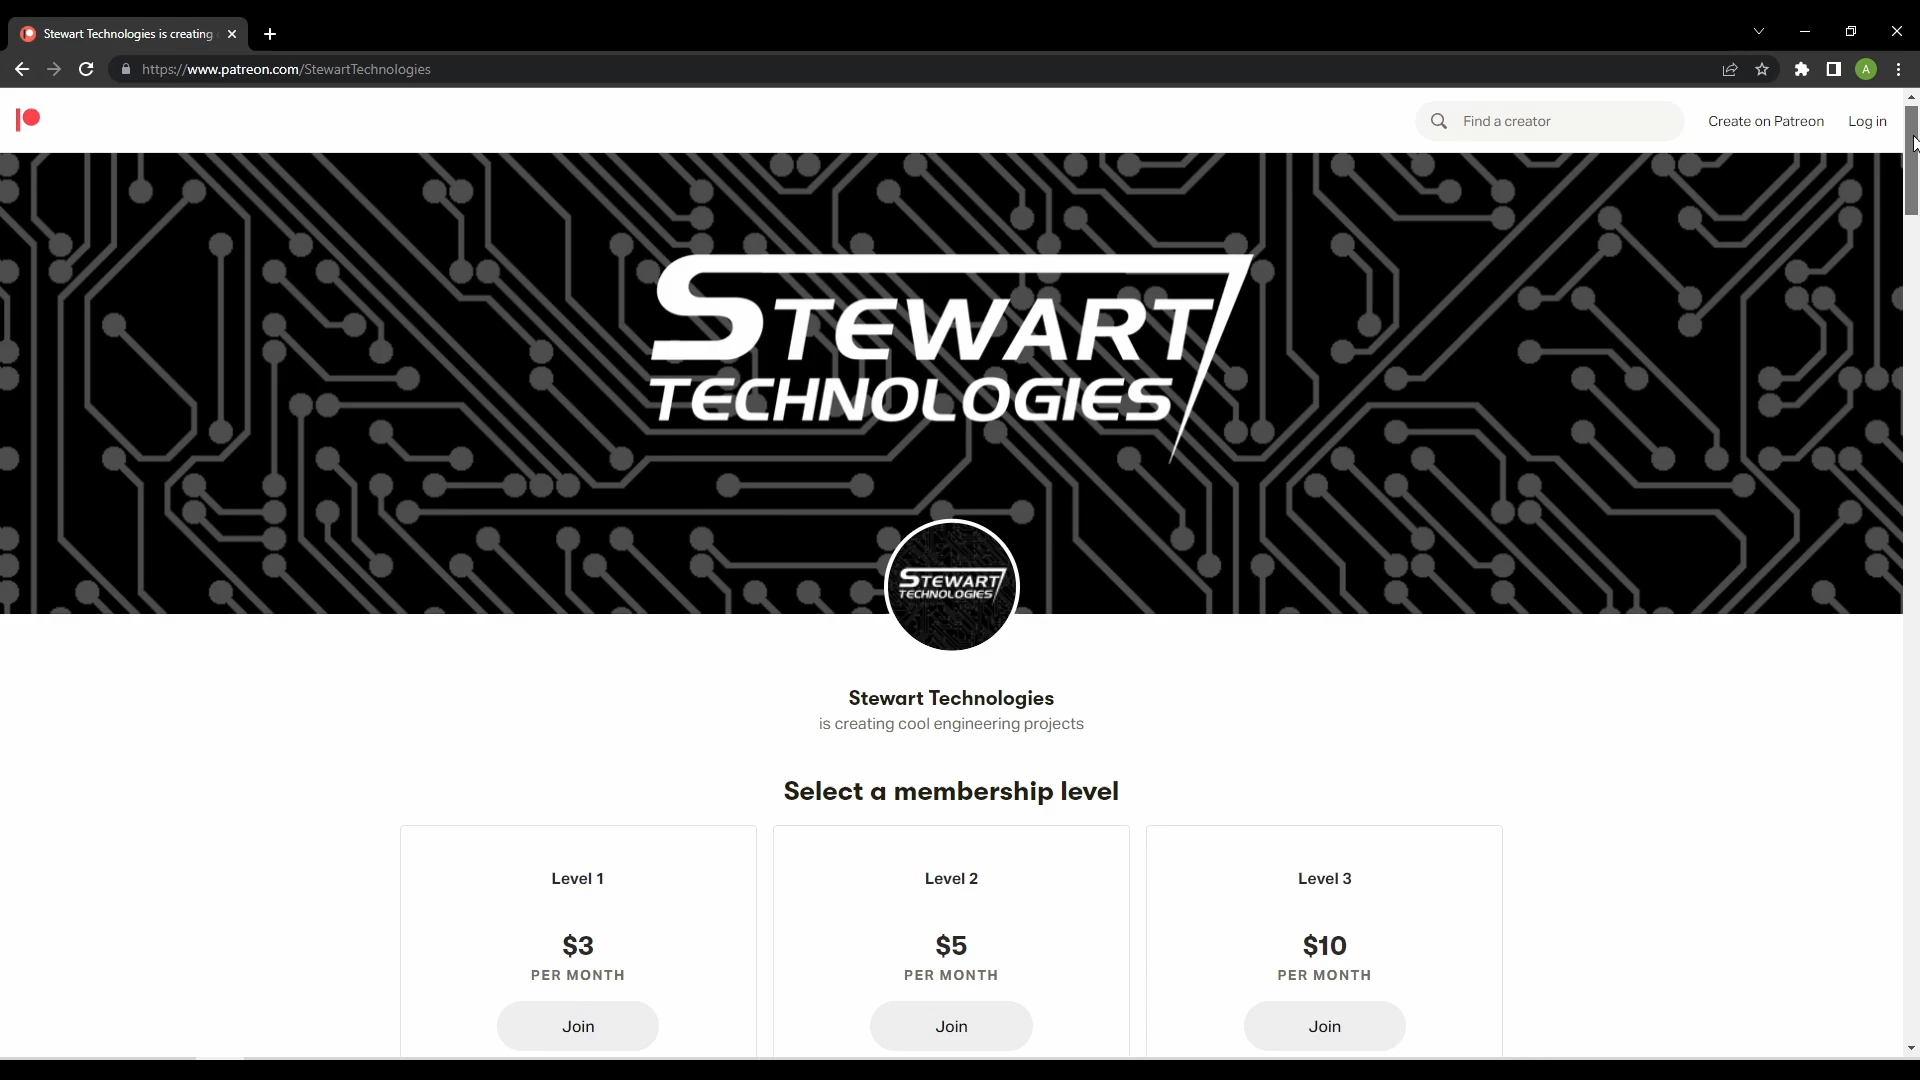 Stewart Technologies is creating
https://www.patreon.com/StewartTechnologies
A
Find a creator
Create on Patreon
Log in
STEWART
TECHNOLOGIES
STEWART
TECHNOLOGIES
Stewart Technologies
is creating cool engineering projects
Select a membership level
Level 1
Level 2
Level 3
$3
$5
$10
PER MONTH
PER MONTH
PER MONTH
Join
Join
Join